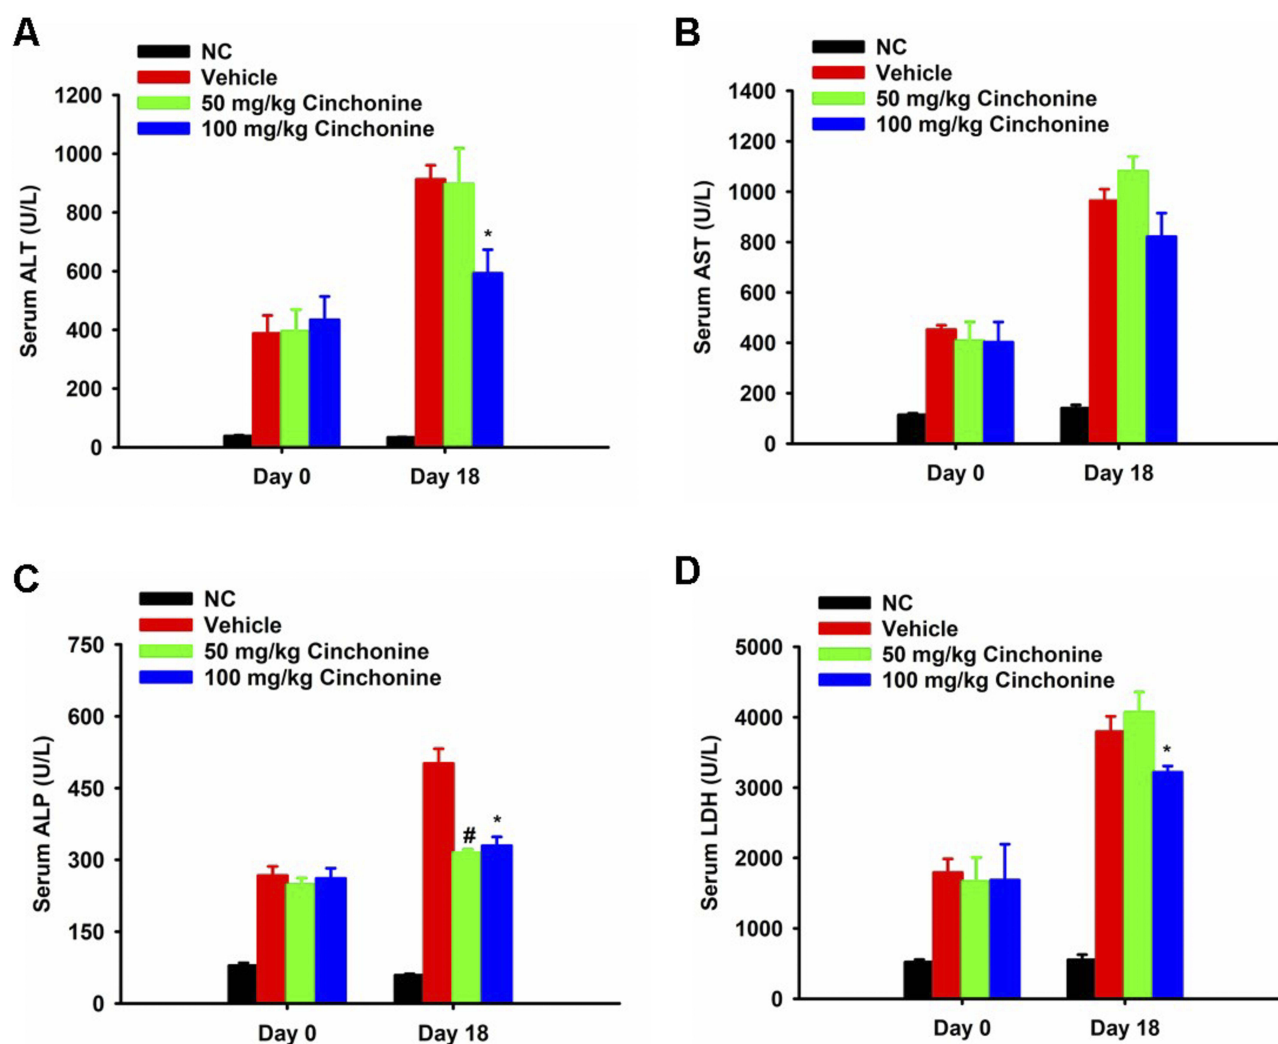 A
NC
Vehicle
50 mg/kg Cinchonine
100 mg/kg Cinchonine
1200
1000
800
600
400
200
0
Serum ALT (U/L)
*
Day 0
Day 18
B
NC
Vehicle
50 mg/kg Cinchonine
100 mg/kg Cinchonine
1400
1200
1000
800
600
400
200
0
Serum AST (U/L)
Day 0
Day 18
C
NC
Vehicle
50 mg/kg Cinchonine
100 mg/kg Cinchonine
750
600
450
300
150
0
Serum ALP (U/L)
# *
Day 0
Day 18
D
NC
Vehicle
50 mg/kg Cinchonine
100 mg/kg Cinchonine
5000
4000
3000
2000
1000
0
Serum LDH (U/L)
*
Day 0
Day 18